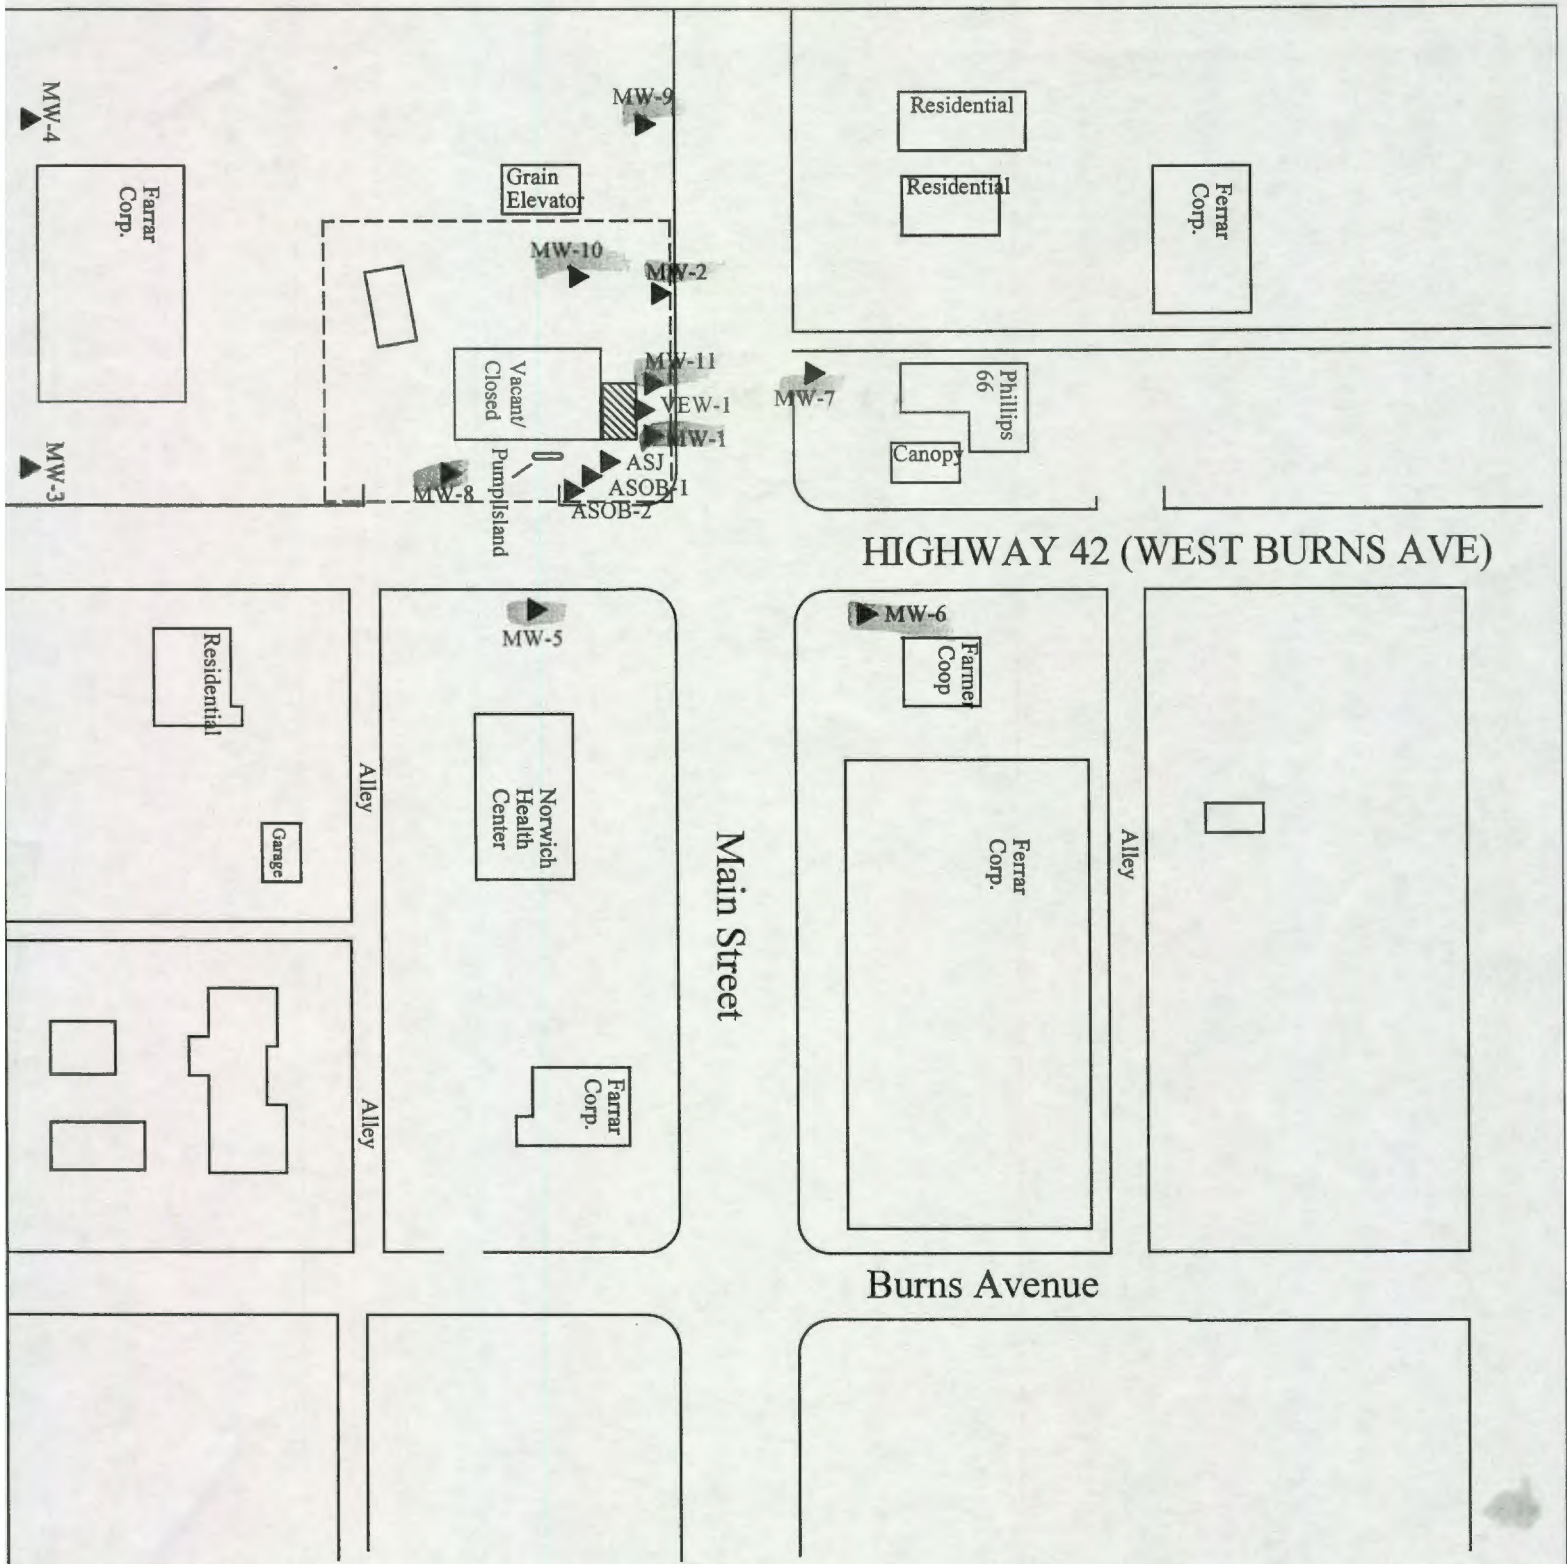 MW-4
MW-9
Residential
Farrar
Corp.
Grain
Elevator
Residential
Ferrar
Corp.
MW-10
MW-2
Vacant/
Closed
MW-11
VEW-1
MW-7
Phillips
66
MW-1
Canopy
ASJ
ASOB-1
ASOB-2
MW-3
MW-8
Pump Island
HIGHWAY 42 (WEST BURNS AVE)
MW-5
MW-6
Residential
Farmer
Coop
Alley
Norwich
Health
Center
Garage
Main Street
Ferrar
Corp.
Alley
Alley
Farrar
Corp.
Burns Avenue